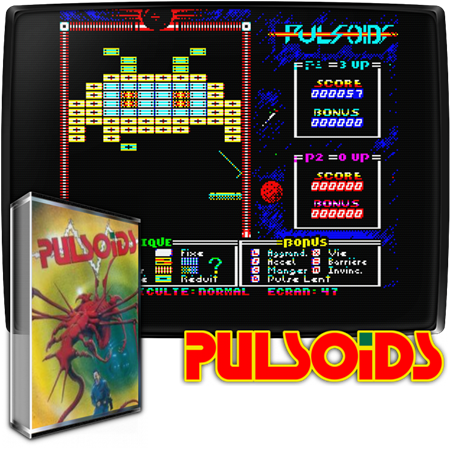 PULSOIDS
P1 =3 UP
SCORE
000057
BONUS
000000
P2 =0 UP
SCORE
000000
BONUS
000000
IQUE
BONUS
Fixe
?
Réduit
L Aggrand. X Vie
S Accel E Barrière
C Manger N Invinc.
D Pulse Lent
CULTE:NORMAL ECRAN:47
PULSOIDS
PULSOIDS